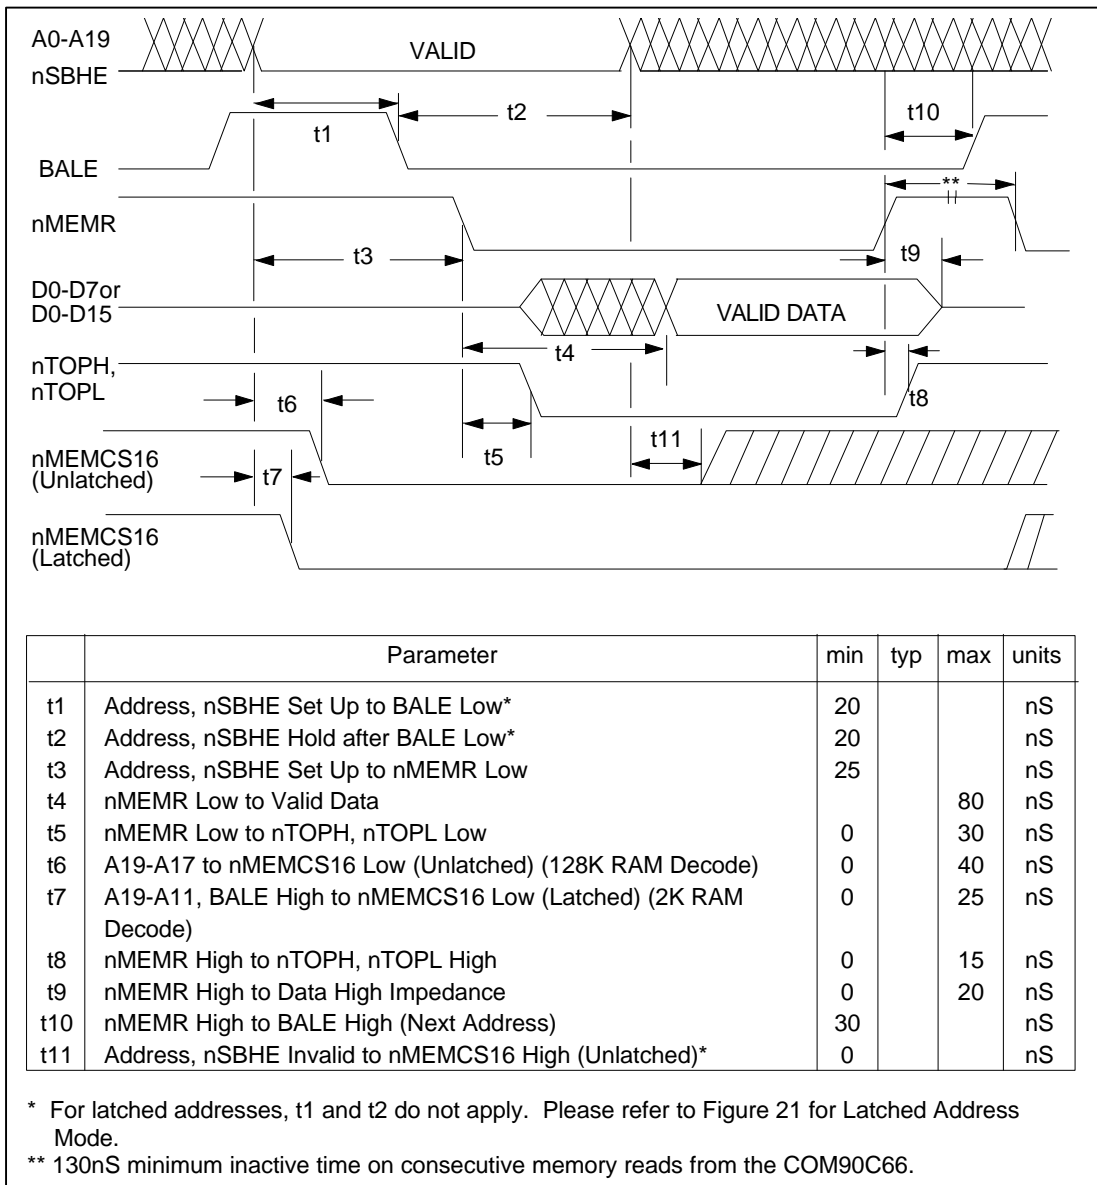 A0-A19
nSBHE
VALID
t1
t2
t10
BALE
**
nMEMR
t3
t9
D0-D7or
D0-D15
VALID DATA
t4
nTOPH,
nTOPL
t6
t8
t5
t11
nMEMCS16
(Unlatched)
t7
nMEMCS16
(Latched)
Parameter min typ max units
t1 Address, nSBHE Set Up to BALE Low* 20 nS
t2 Address, nSBHE Hold after BALE Low* 20 nS
t3 Address, nSBHE Set Up to nMEMR Low 25 nS
t4 nMEMR Low to Valid Data 80 nS
t5 nMEMR Low to nTOPH, nTOPL Low 0 30 nS
t6 A19-A17 to nMEMCS16 Low (Unlatched) (128K RAM Decode) 0 40 nS
t7 A19-A11, BALE High to nMEMCS16 Low (Latched) (2K RAM 0 25 nS
Decode)
t8 nMEMR High to nTOPH, nTOPL High 0 15 nS
t9 nMEMR High to Data High Impedance 0 20 nS
t10 nMEMR High to BALE High (Next Address) 30 nS
t11 Address, nSBHE Invalid to nMEMCS16 High (Unlatched)* 0 nS
* For latched addresses, t1 and t2 do not apply. Please refer to Figure 21 for Latched Address
Mode.
** 130nS minimum inactive time on consecutive memory reads from the COM90C66.